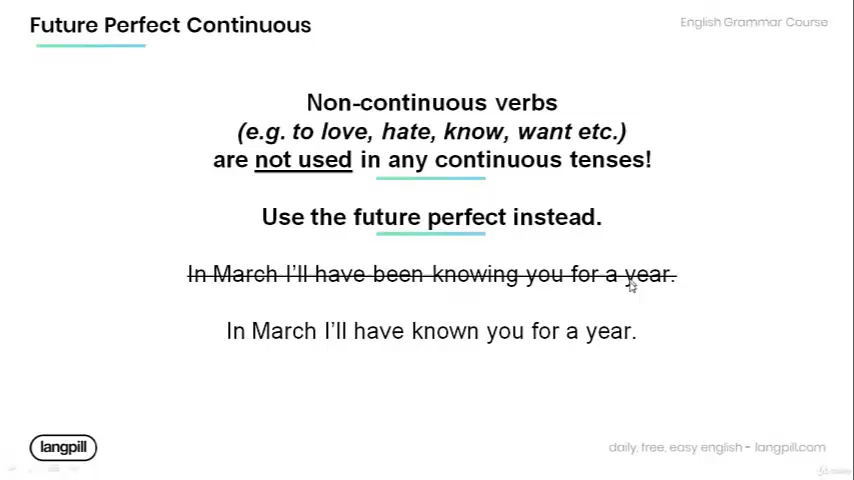 Future Perfect Continuous
English Grammar Course
Non-continuous verbs
(e.g. to love, hate, know, want etc.)
are not used in any continuous tenses!
Use the future perfect instead.
In March I'll have been knowing you for a year.
In March I'll have known you for a year.
langpill
daily, free, easy english - langpill.com